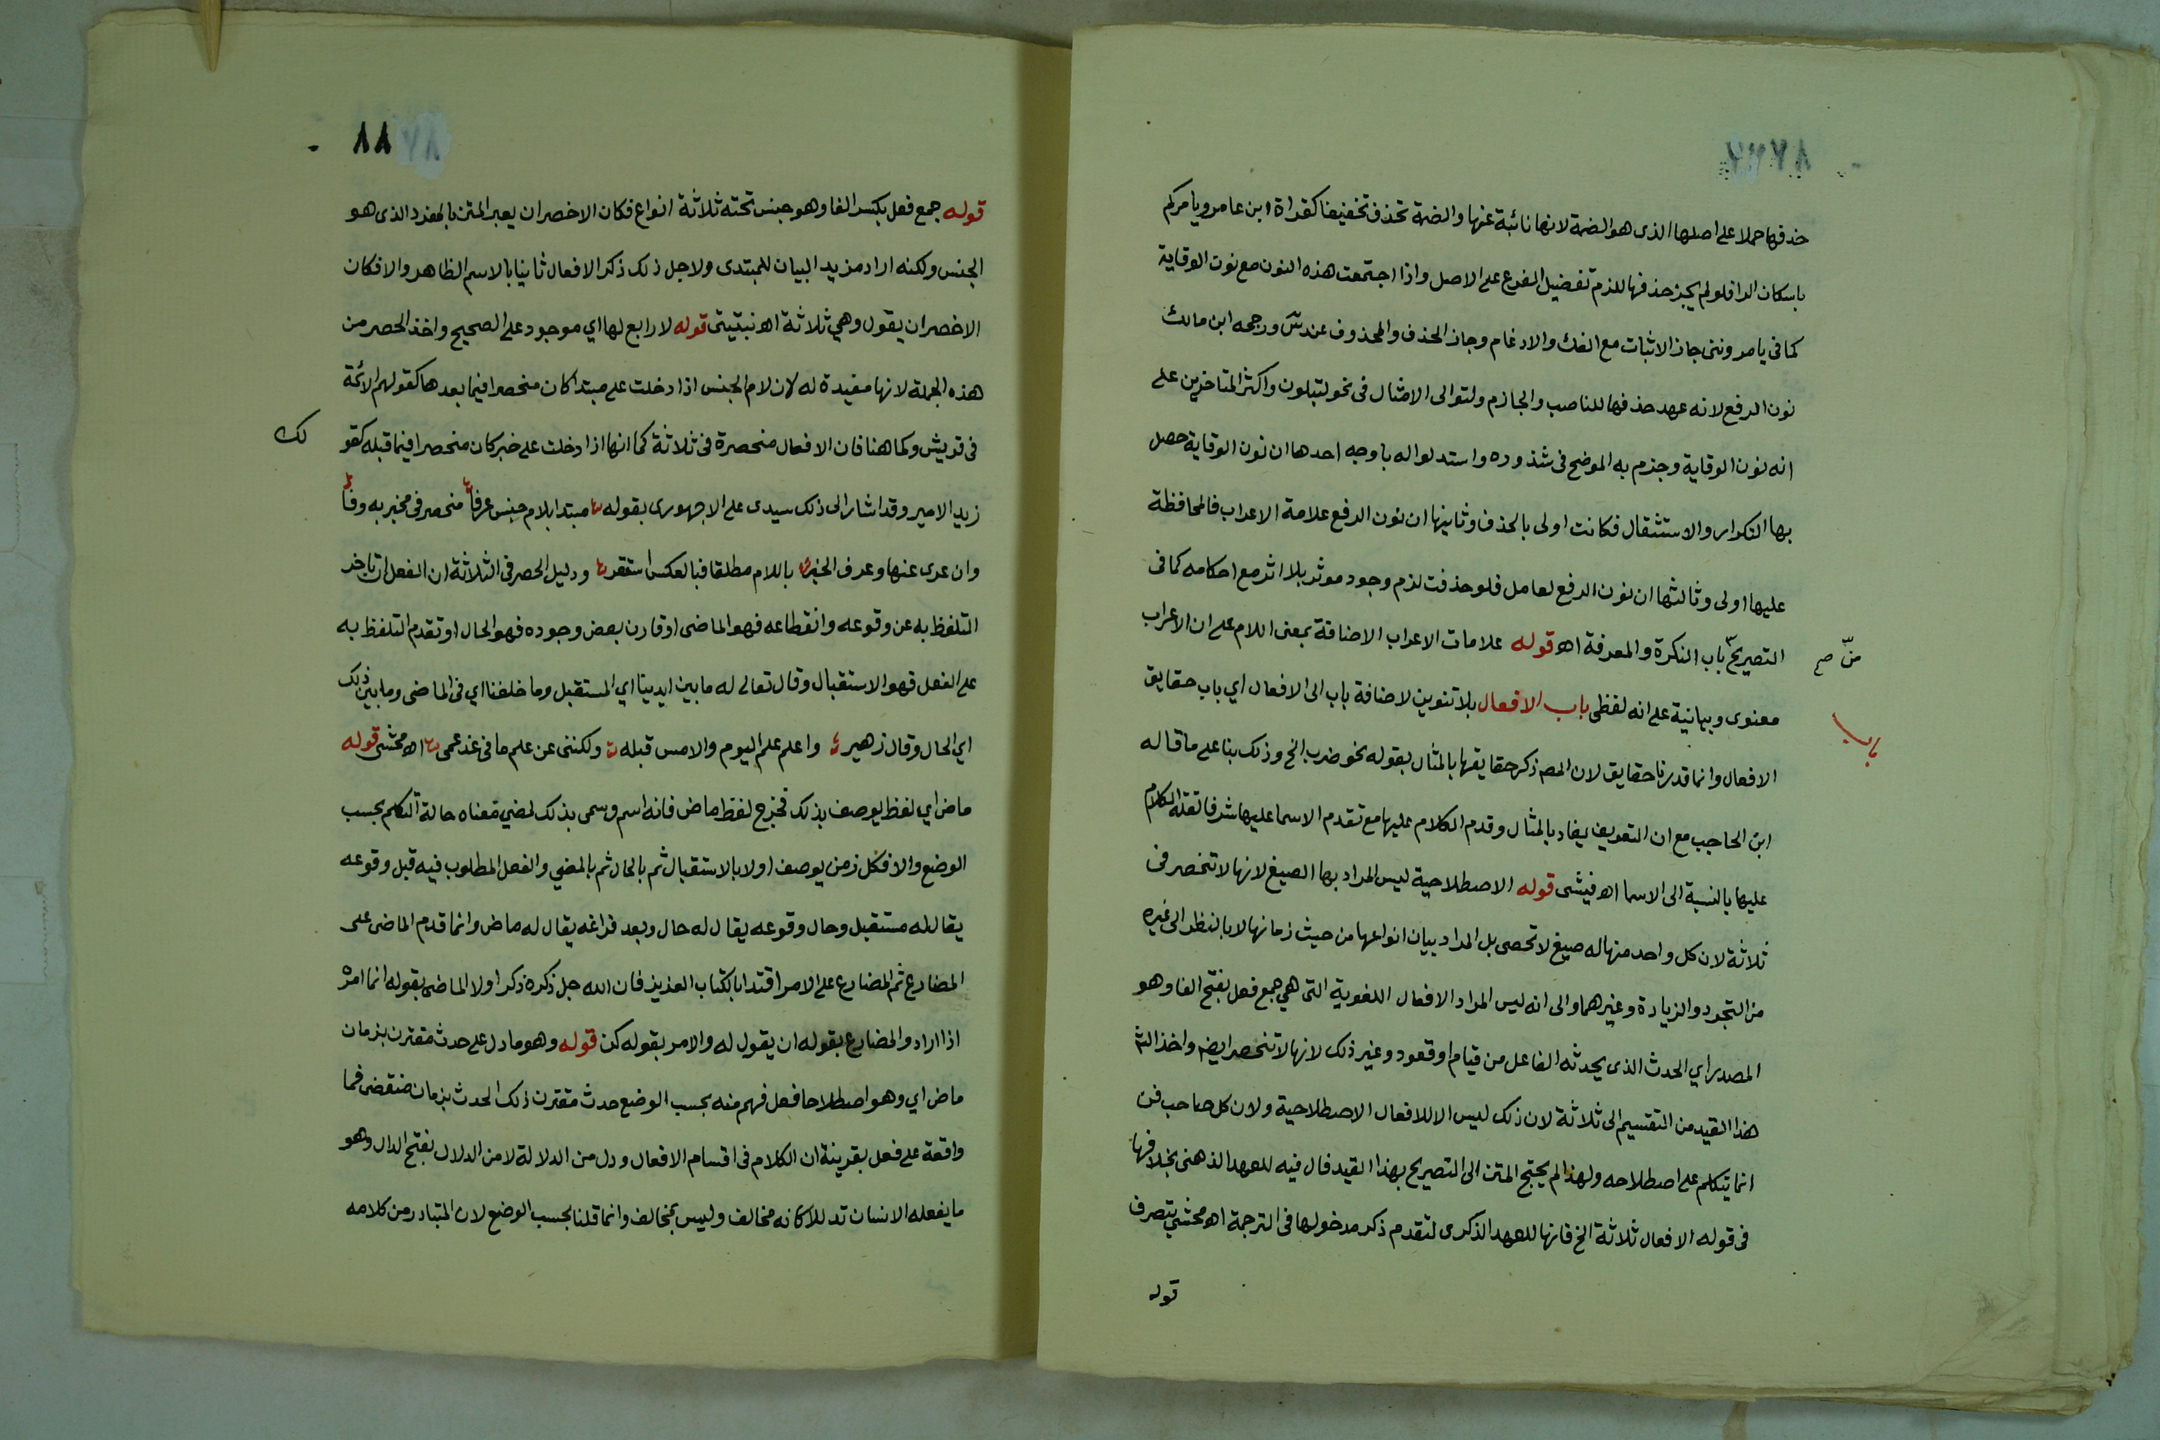 حذفها حملا على اصلها الذى هو الضمة لانها نائبة عنها والضمة تحذف تخفيفا كقراة ابن عامر ويامركم
باسكان الرا فلو لم يجز حذفها للزم تفضيل الفرع على الاصل واذا اجتمعت هذه النون مع نون الوقاية
كما فى يامرونني جاز الاثبات مع الفك والادغام وجاز الحذف والمحذوف عند س ورجحه ابن مالك
نون الرفع لانه عهد حذفها للناصب والجازم ولتوالى الامثال فى نحو لتبلون واكثر المتاخرين على
انه نون الوقاية وجزم به الموضح فى شذوره واستدلوا له باوجه احدها ان نون الوقاية حصل
بها التكرار والاستثقال فكانت اولى بالحذف وثانيها ان نون الرفع علامة الاعراب فالمحافظة
عليها اولى وثالثها ان نون الرفع لعامل فلو حذفت لزم وجود موثر بلا اثر مع احكامه كما فى
التصريح باب النكرة والمعرفة اه قوله علامات الاعراب الاضافة بمعنى اللام على ان الاعراب
من صح
معنوى وبيانية على انه لفظى باب الافعال بلا تنوين لاضافة باب الى الافعال اي باب حقايق
باب
الافعال وانما قدرنا حقايق لان المص ذكر حقايقها بالمثال بقوله نحو ضرب الخ وذلك بنا على ما قاله
ابن الحاجب مع ان التعريف يفاد بالمثال وقدم الكلام عليها مع تقدم الاسما عليها شرفا لقلة الكلام
عليها بالنسبة الى الاسما اه فيشى قوله الاصطلاحية ليس المراد بها الصيغ لانها لا تنحصر فى
ثلاثة لان كل واحد منها له صيغ لا تحصى بل المراد بيان انواعها من حيث زمانها لا بالنظر الى غيره
من التجرد والزيادة وغيرهما والى انه ليس المراد الافعال اللغوية التى هي جمع فعل بفتح الفا وهو
المصدر اي الحدث الذى يحدثه الفاعل من قيام او قعود وغير ذلك لانها لا تنحصر ايضا واخذ الش
هذا القيد من التقسيم الى ثلاثة لان ذلك ليس الا للافعال الاصطلاحية ولان كل صاحب فن
انما يتكلم على اصطلاحه ولهذا لم يحتج المتن الى التصريح بهذا القيد فال فيه للعهد الذهنى بخلافها
فى قوله الافعال ثلاثة الخ فانها للعهد الذكرى لتقدم ذكر مدخولها فى الترجمة اه محشى بتصرف
قوله
٨٨
قوله جمع فعل بكسر الفا وهو جنس تحته ثلاثة انواع فكان الاخصر ان يعبر المتن بالمفرد الذى هو
الجنس ولكنه اراد مزيد البيان للمبتدى ولاجل ذلك ذكر الافعال ثانيا بالاسم الظاهر والا فكان
الاخصر ان يقول وهي ثلاثة اه نبتيتى قوله لا رابع لها اي موجود على الصحيح واخذ الحصر من
هذه الجملة لانها مفيدة له لان لام الجنس اذا دخلت على مبتدا كان منحصرا فيما بعدها كقولهم الائمة
فى قريش وكما هنا فان الافعال منحصرة فى ثلاثة كما انها اذا دخلت على خبر كان منحصرا فيما قبله كقو
لك
زيد الامير وقد اشار الى ذلك سيدى على الاجهورى بقوله مبتدا بلام جنس عرفا منحصر فى مخبر به وفا
وان عرى عنها وعرف الخبر باللام مطلقا فبالعكس استقر ودليل الحصر فى الثلاثة ان الفعل ان تاخر
التلفظ به عن وقوعه وانقطاعه فهو الماضى او قارن بعض وجوده فهو الحال او تقدم التلفظ به
على الفعل فهو الاستقبال وقال تعالى له ما بين ايدينا اي المستقبل وما خلفنا اي فى الماضى وما بين ذلك
اي الحال وقال زهير واعلم علم اليوم والامس قبله ولكننى عن علم ما فى غد عمى اه محشى قوله
ماض اي لفظ يوصف بذلك فخرج لفظ ماض فانه اسم وسمى بذلك لمضي معناه حالة التكلم بحسب
الوضع والا فكل زمن يوصف اولا بالاستقبال ثم بالحال ثم بالمضي والفعل المطلوب فيه قبل وقوعه
يقال له مستقبل وحال وقوعه يقال له حال وبعد فراغه يقال له ماض وانما قدم الماضى على
المضارع ثم المضارع على الامر اقتدا بالكتاب العزيز فان الله جل ذكره ذكر اولا الماضى بقوله انما امره
اذا اراد والمضارع بقوله ان يقول له والامر بقوله كن قوله وهو ما دل على حدث مقترن بزمان
ماض اي وهو اصطلاحا فعل فهم منه بحسب الوضع حدث مقترن ذلك الحدث بزمان منقضى فما
واقعة على فعل بقرينة ان الكلام فى اقسام الافعال ودل من الدلالة لا من الدلال بفتح الدال وهو
ما يفعله الانسان تدللا كانه مخالف وليس بمخالف وانما قلنا بحسب الوضع لان المتبادر من كلامه